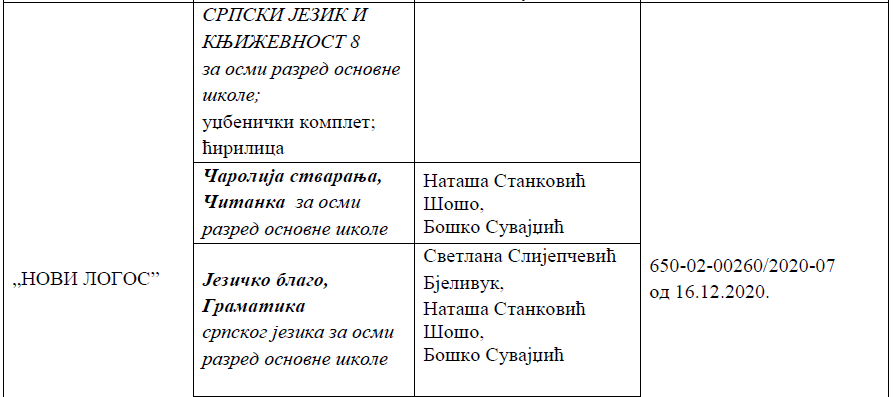 СРПСКИ ЈЕЗИК И
КЊИЖЕВНОСТ 8
за осми разред основне
школе;
уџбенички комплет;
ћирилица
Чаролија стварања,
Читанка за осми
разред основне школе
Наташа Станковић
Шошо,
Бошко Сувајџић
„НОВИ ЛОГОС”
Језичко благо,
Граматика
српског језика за осми
разред основне школе
Светлана Слијепчевић
Бјеливук,
Наташа Станковић
Шошо,
Бошко Сувајџић
650-02-00260/2020-07
од 16.12.2020.